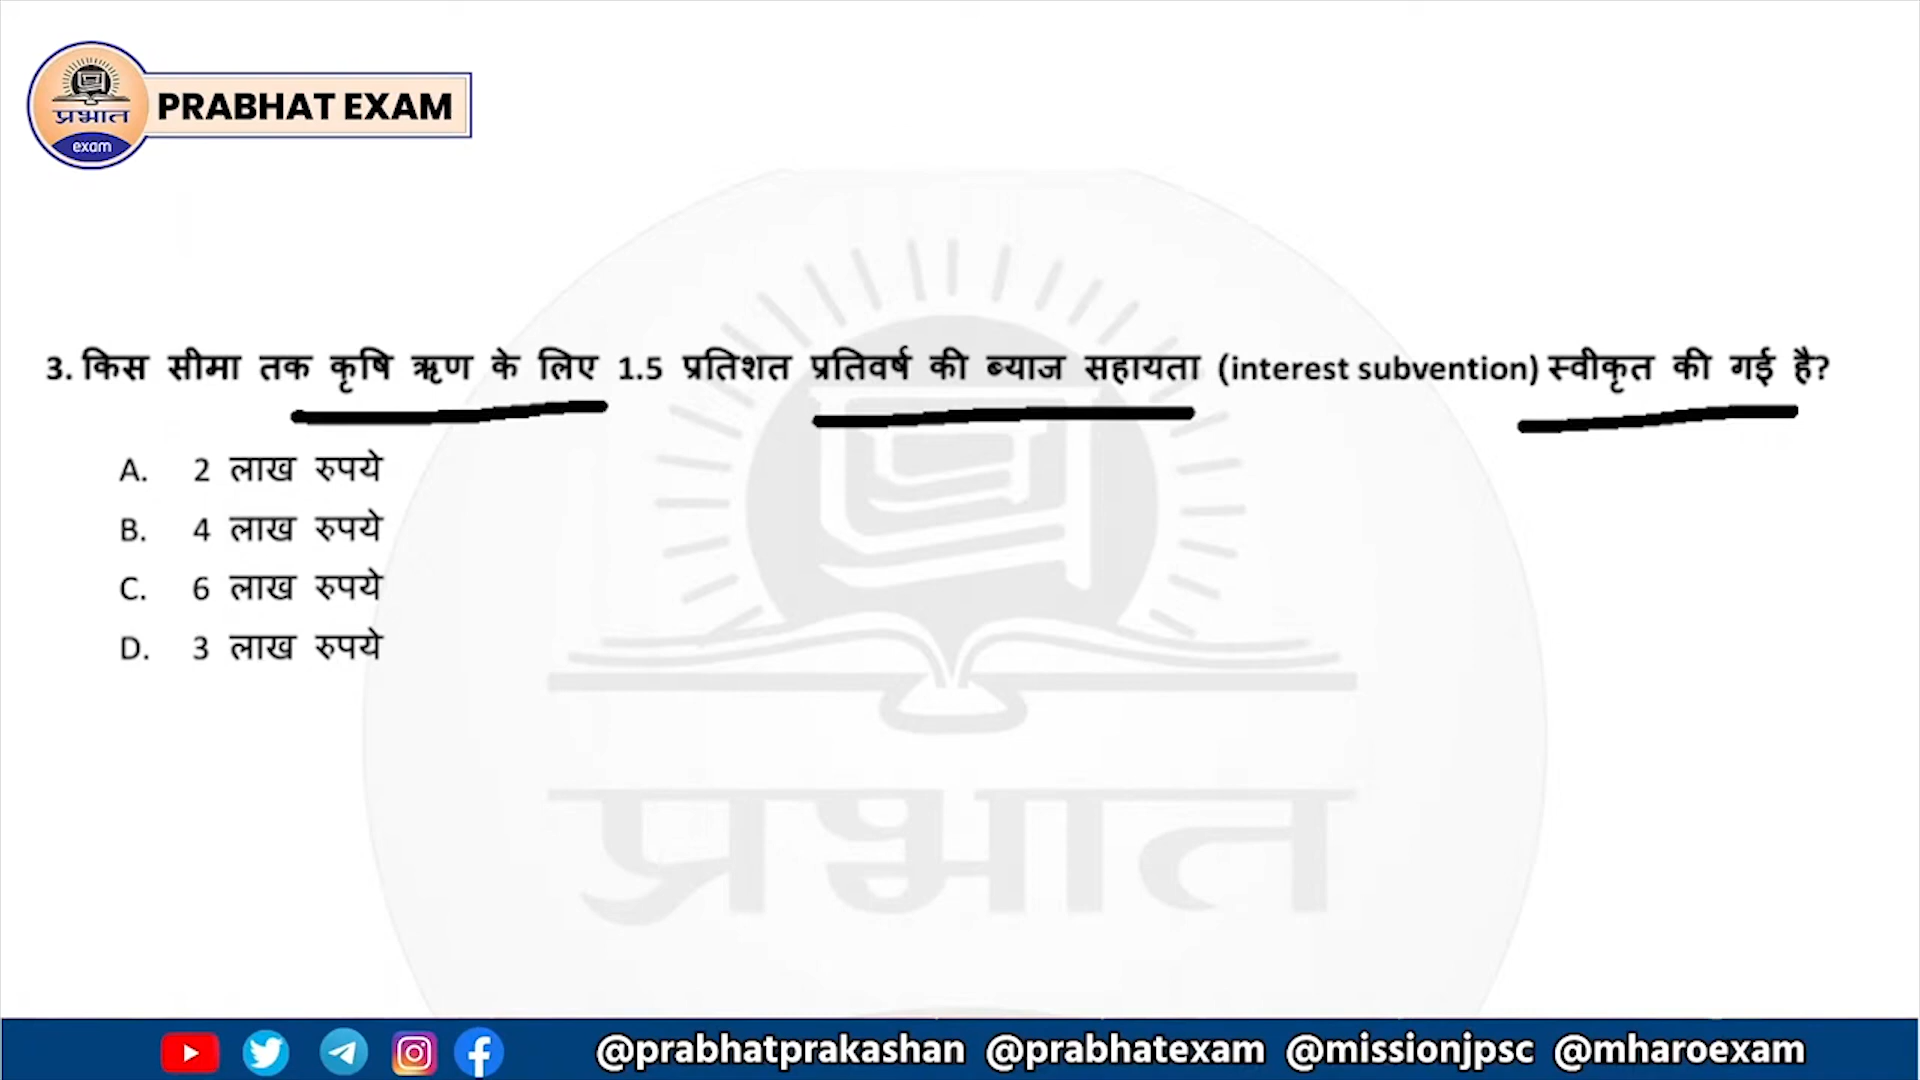 प्रभात
exam
PRABHAT EXAM
3. किस सीमा तक कृषि ऋण के लिए 1.5 प्रतिशत प्रतिवर्ष की ब्याज सहायता (interest subvention) स्वीकृत की गई है?
A. 2 लाख रुपये
B. 4 लाख रुपये
C. 6 लाख रुपये
D. 3 लाख रुपये
प्रभात
@prabhatprakashan @prabhatexam @missionjpsc @mharoexam